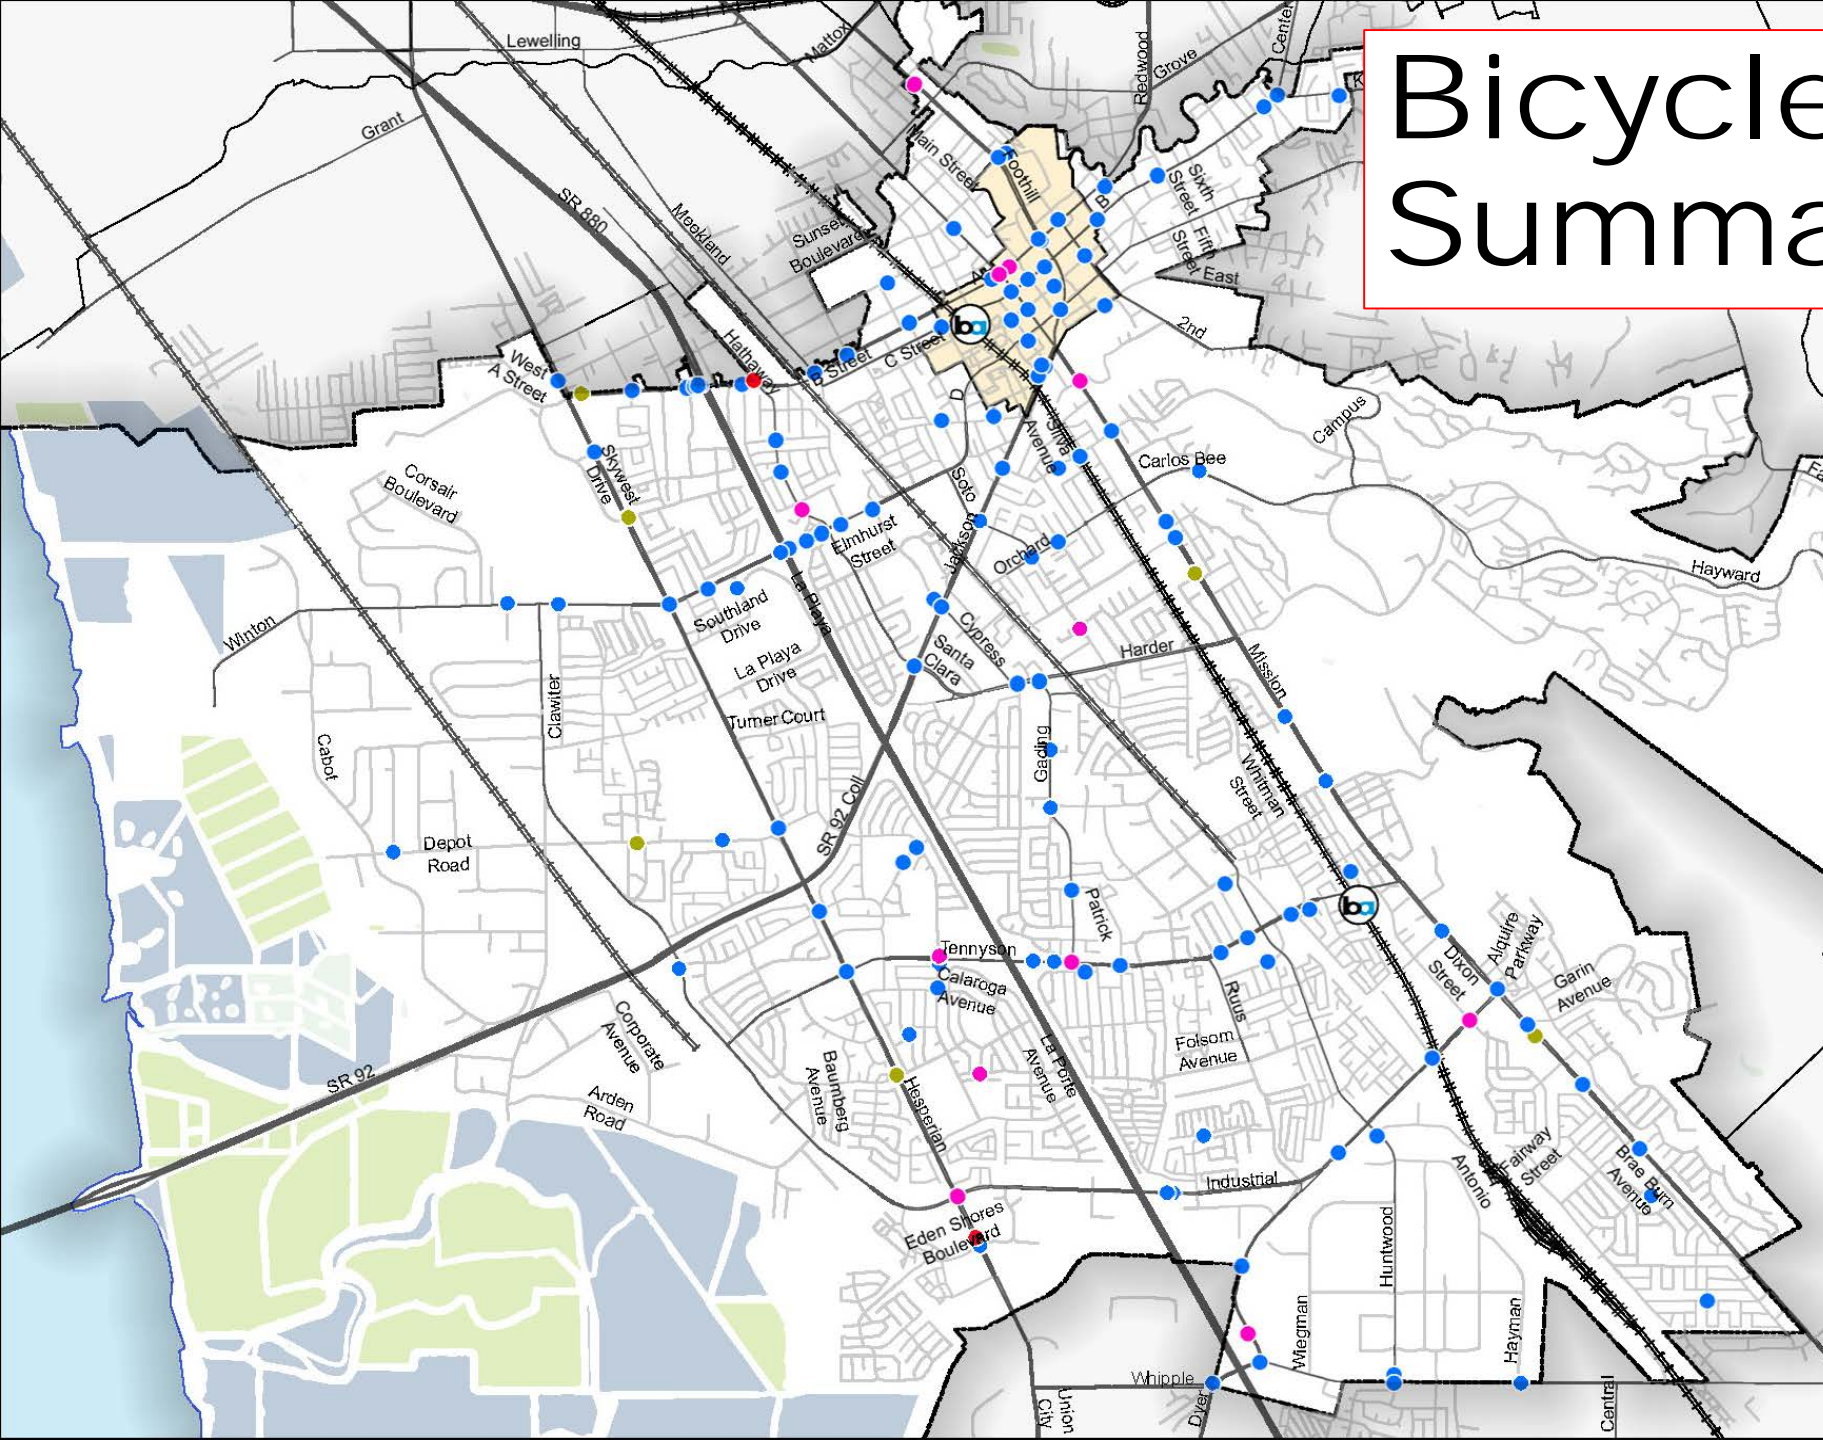 Bicycle
Summa
Lewelling
Mattox
Redwood
Grove
Center
Grant
Main Street
Foothill
SR 880
Meekland
Sunset
Boulevard
A
B
Sixth
Street
Fifth
Street
East
2nd
Hathaway
B Street
C Street
D
West
A Street
Campus
Carlos Bee
Silva
Avenue
Skywest
Drive
Corsair
Boulevard
Soto
Elmhurst
Street
Jackson
Orchard
Hayward
La Playa
Winton
Southland
Drive
Cypress
Santa
Clara
Harder
Mission
La Playa
Drive
Turner Court
Clawiter
Cabot
Gading
Whitman
Street
SR 92 Coll
Depot
Road
Patrick
ba
ba
Tennyson
Calaroga
Avenue
Dixon
Street
Alquire
Parkway
Garin
Avenue
Ruus
Folsom
Avenue
La Porte
Avenue
Corporate
Avenue
SR 92
Arden
Road
Baumberg
Avenue
Hesperian
Industrial
Eden Shores
Boulevard
Antonio
Fairway
Street
Brae Burn
Avenue
Huntwood
Wiegman
Hayman
Whipple
Union
City
Dyer
Central